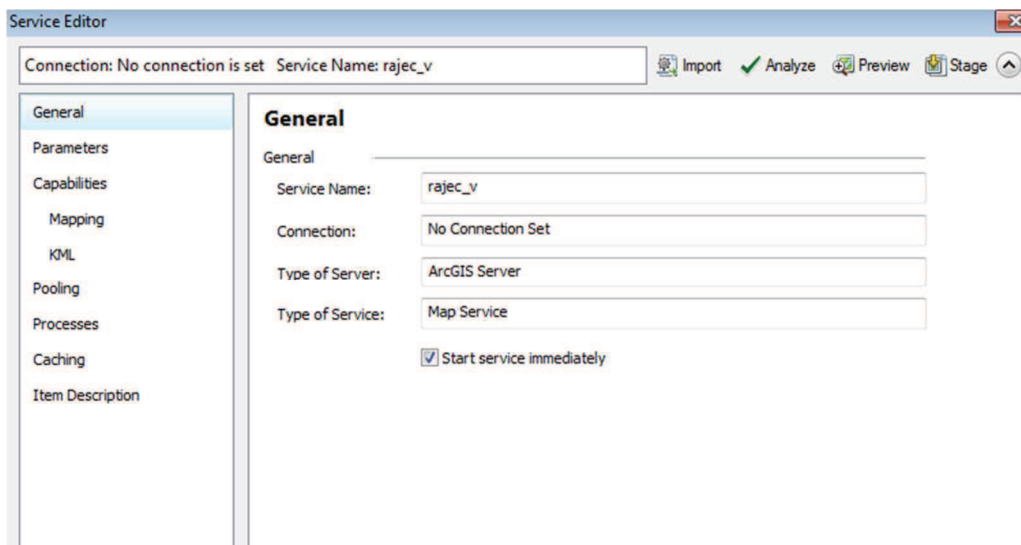 Service Editor
Connection: No connection is set Service Name: rajec_v
Import Analyze Preview Stage
General
Parameters
Capabilities
Mapping
KML
Pooling
Processes
Caching
Item Description
General
General
Service Name: rajec_v
Connection: No Connection Set
Type of Server: ArcGIS Server
Type of Service: Map Service
Start service immediately